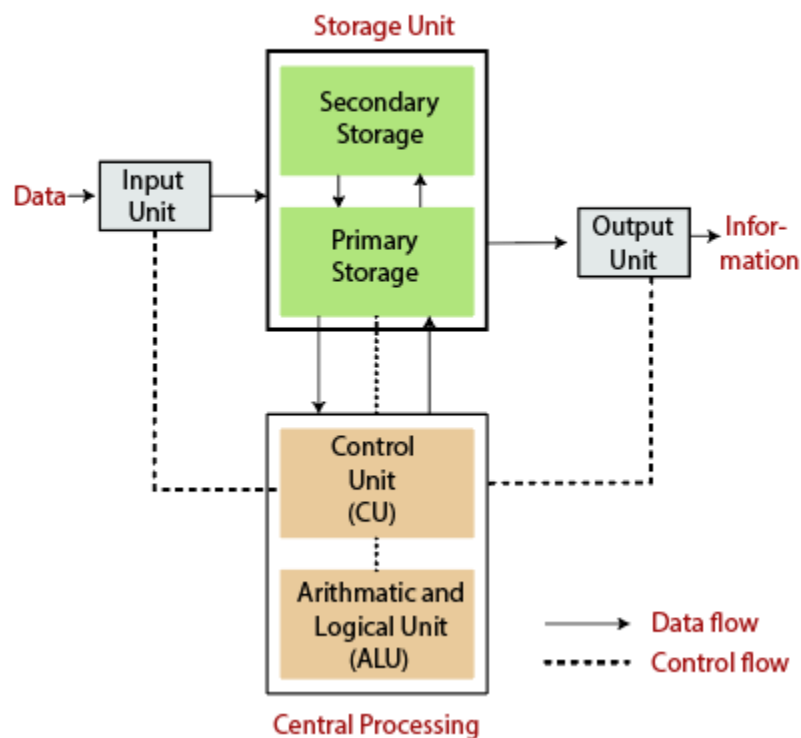 Storage Unit
Secondary
Storage
Data
Input
Unit
Primary
Storage
Output
Unit
Infor-
mation
Control
Unit
(CU)
Arithmatic and
Logical Unit
(ALU)
Data flow
Control flow
Central Processing